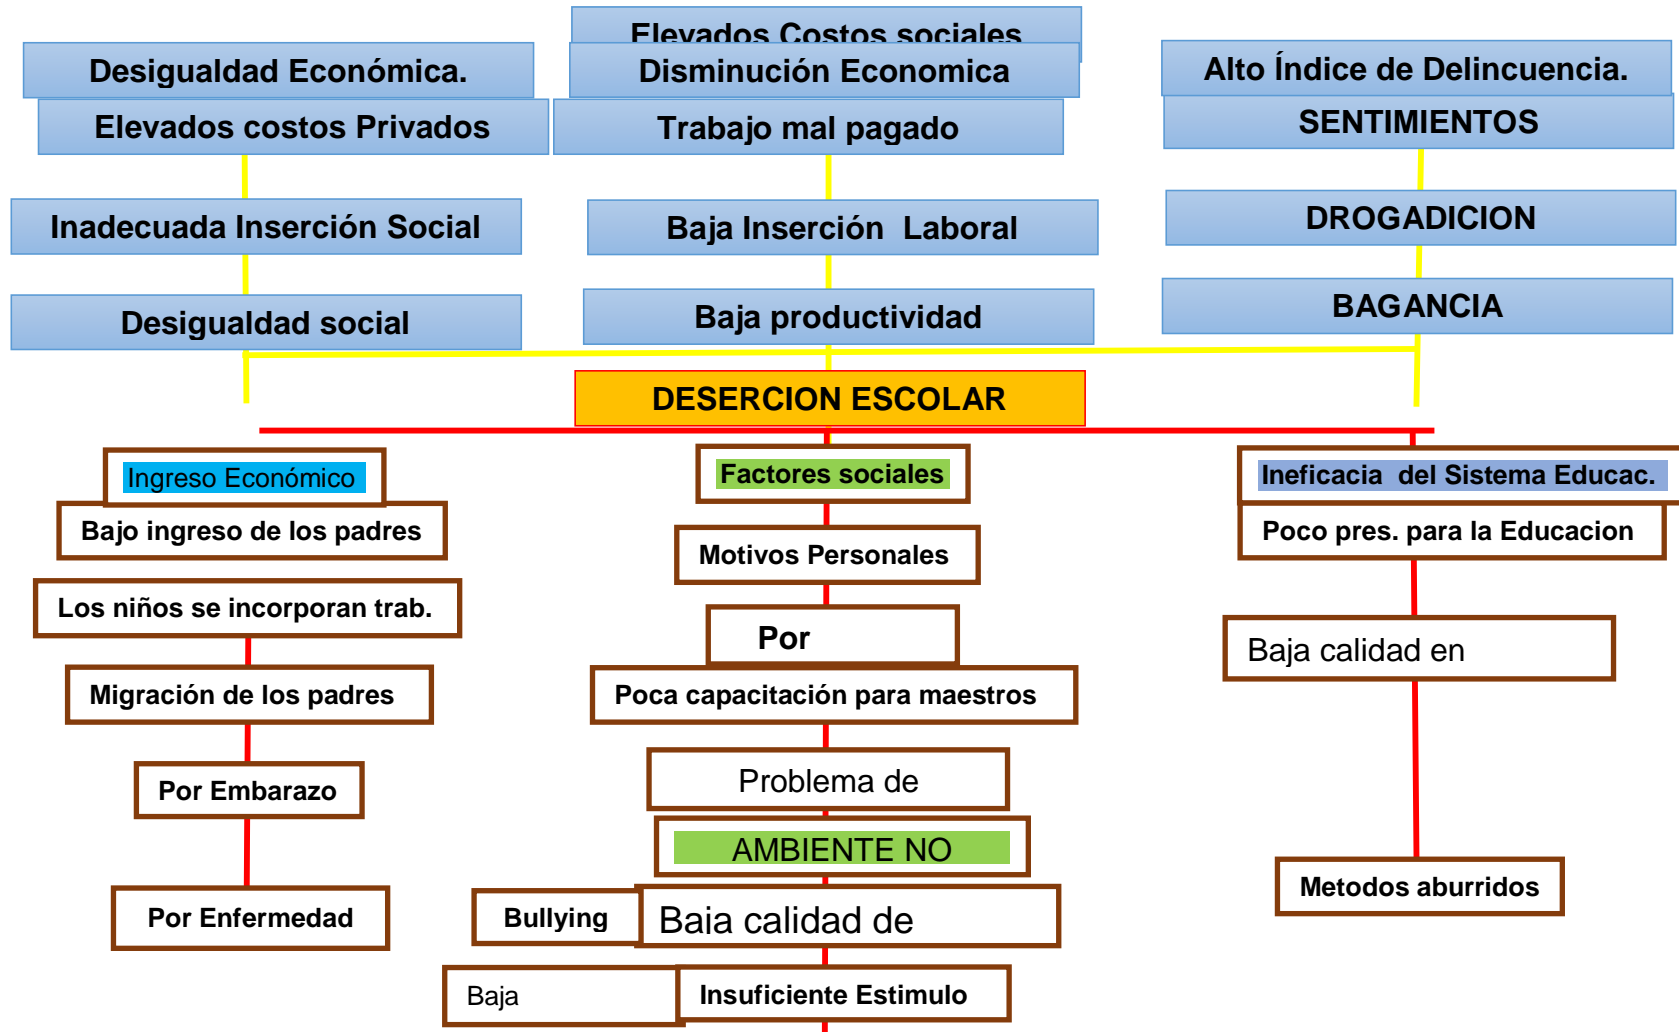 Elevados Costos sociales
Desigualdad Económica.
Disminución Economica
Alto Índice de Delincuencia.
Elevados costos Privados
Trabajo mal pagado
SENTIMIENTOS
Inadecuada Inserción Social
Baja Inserción Laboral
DROGADICION
Desigualdad social
Baja productividad
BAGANCIA
DESERCION ESCOLAR
Ingreso Económico
Factores sociales
Ineficacia del Sistema Educac.
Bajo ingreso de los padres
Motivos Personales
Poco pres. para la Educacion
Los niños se incorporan trab.
Por
Baja calidad en
Migración de los padres
Poca capacitación para maestros
Por Embarazo
Problema de
AMBIENTE NO
Metodos aburridos
Por Enfermedad
Bullying
Baja calidad de
Baja
Insuficiente Estimulo